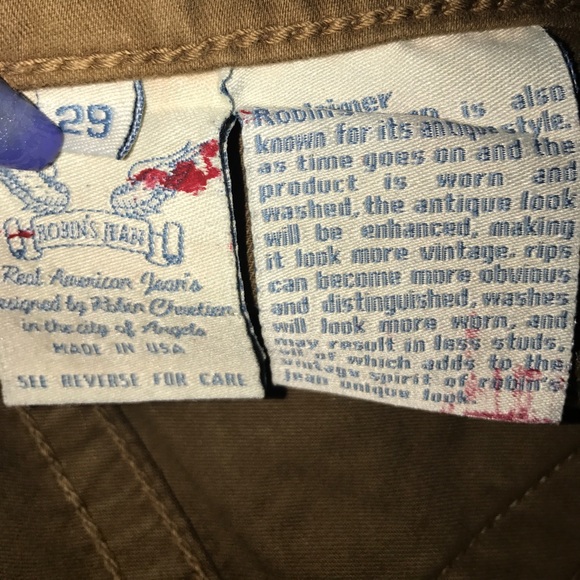 29
ROBIN'S JEAN
Real American Jean's
esigned by Robin Chretien
in the city of Angels
MADE IN USA
SEE REVERSE FOR CARE
is also
known for its antique style.
as time goes on and the
product is worn and
washed, the antique look
will be enhanced, making
it look more vintage. rips
can become more obvious
and distinguished, washes
will look more worn, and
may result in less studs.
all of which adds to the
vintage spirit of robin's
jean unique look.